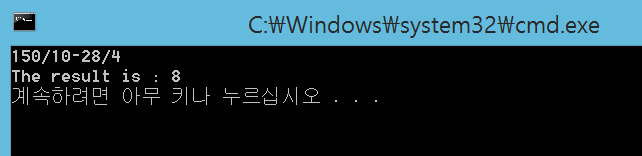 C:₩Windows₩system32₩cmd.exe
150/10-28/4
The result is : 8
계속하려면 아무 키나 누르십시오 . . .